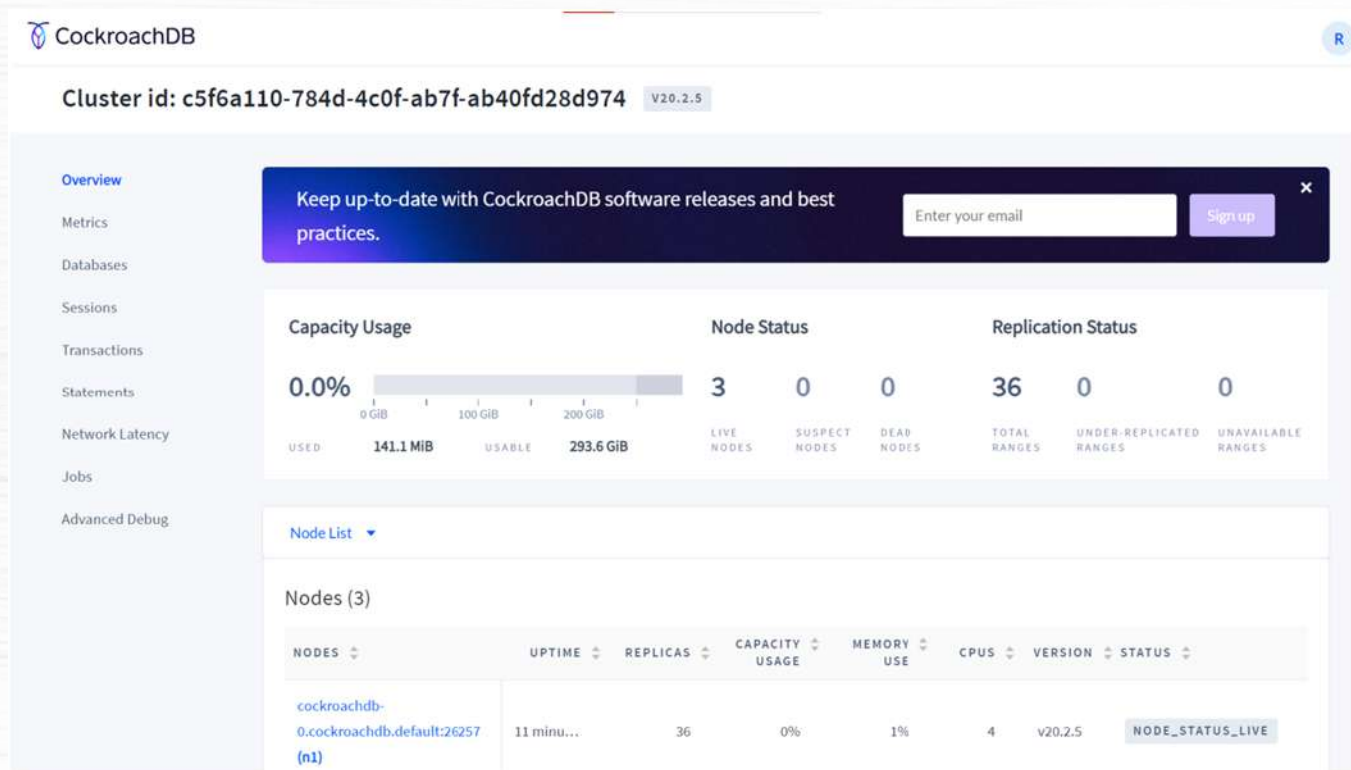 CockroachDB
R
Cluster id: c5f6a110-784d-4c0f-ab7f-ab40fd28d974 V20.2.5
Overview
Metrics
Databases
Sessions
Transactions
Statements
Network Latency
Jobs
Advanced Debug
Keep up-to-date with CockroachDB software releases and best
practices.
Enter your email
Sign up
Capacity Usage
0.0%
0 GiB 100 GiB 200 GiB
USED 141.1 MiB USABLE 293.6 GiB
Node Status
3 0 0
LIVE SUSPECT DEAD
NODES NODES NODES
Replication Status
36 0 0
TOTAL UNDER-REPLICATED UNAVAILABLE
RANGES RANGES RANGES
Node List
Nodes (3)
NODES UPTIME REPLICAS CAPACITY USAGE MEMORY USE CPUS VERSION STATUS
cockroachdb-
0.cockroachdb.default:26257
(n1)
11 minu... 36 0% 1% 4 v20.2.5 NODE_STATUS_LIVE